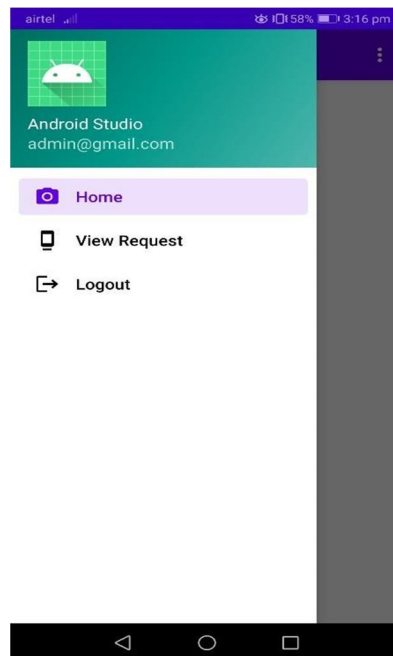 airtel 58% 3:16 pm
Android Studio
admin@gmail.com
Home
View Request
Logout